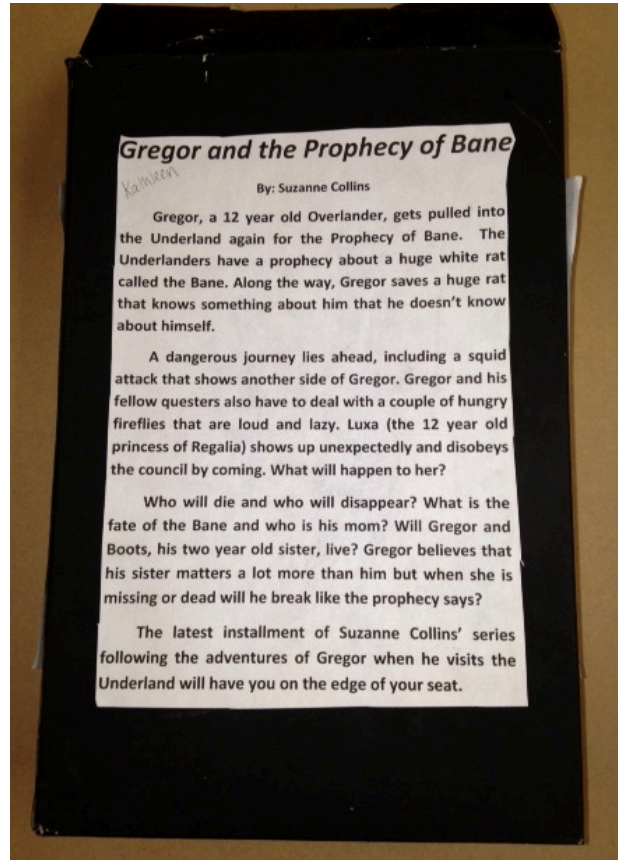 Gregor and the Prophecy of Bane
Kathleen
By: Suzanne Collins
Gregor, a 12 year old Overlander, gets pulled into
the Underland again for the Prophecy of Bane. The
Underlanders have a prophecy about a huge white rat
called the Bane. Along the way, Gregor saves a huge rat
that knows something about him that he doesn't know
about himself.
A dangerous journey lies ahead, including a squid
attack that shows another side of Gregor. Gregor and his
fellow questers also have to deal with a couple of hungry
fireflies that are loud and lazy. Luxa (the 12 year old
princess of Regalia) shows up unexpectedly and disobeys
the council by coming. What will happen to her?
Who will die and who will disappear? What is the
fate of the Bane and who is his mom? Will Gregor and
Boots, his two year old sister, live? Gregor believes that
his sister matters a lot more than him but when she is
missing or dead will he break like the prophecy says?
The latest installment of Suzanne Collins' series
following the adventures of Gregor when he visits the
Underland will have you on the edge of your seat.